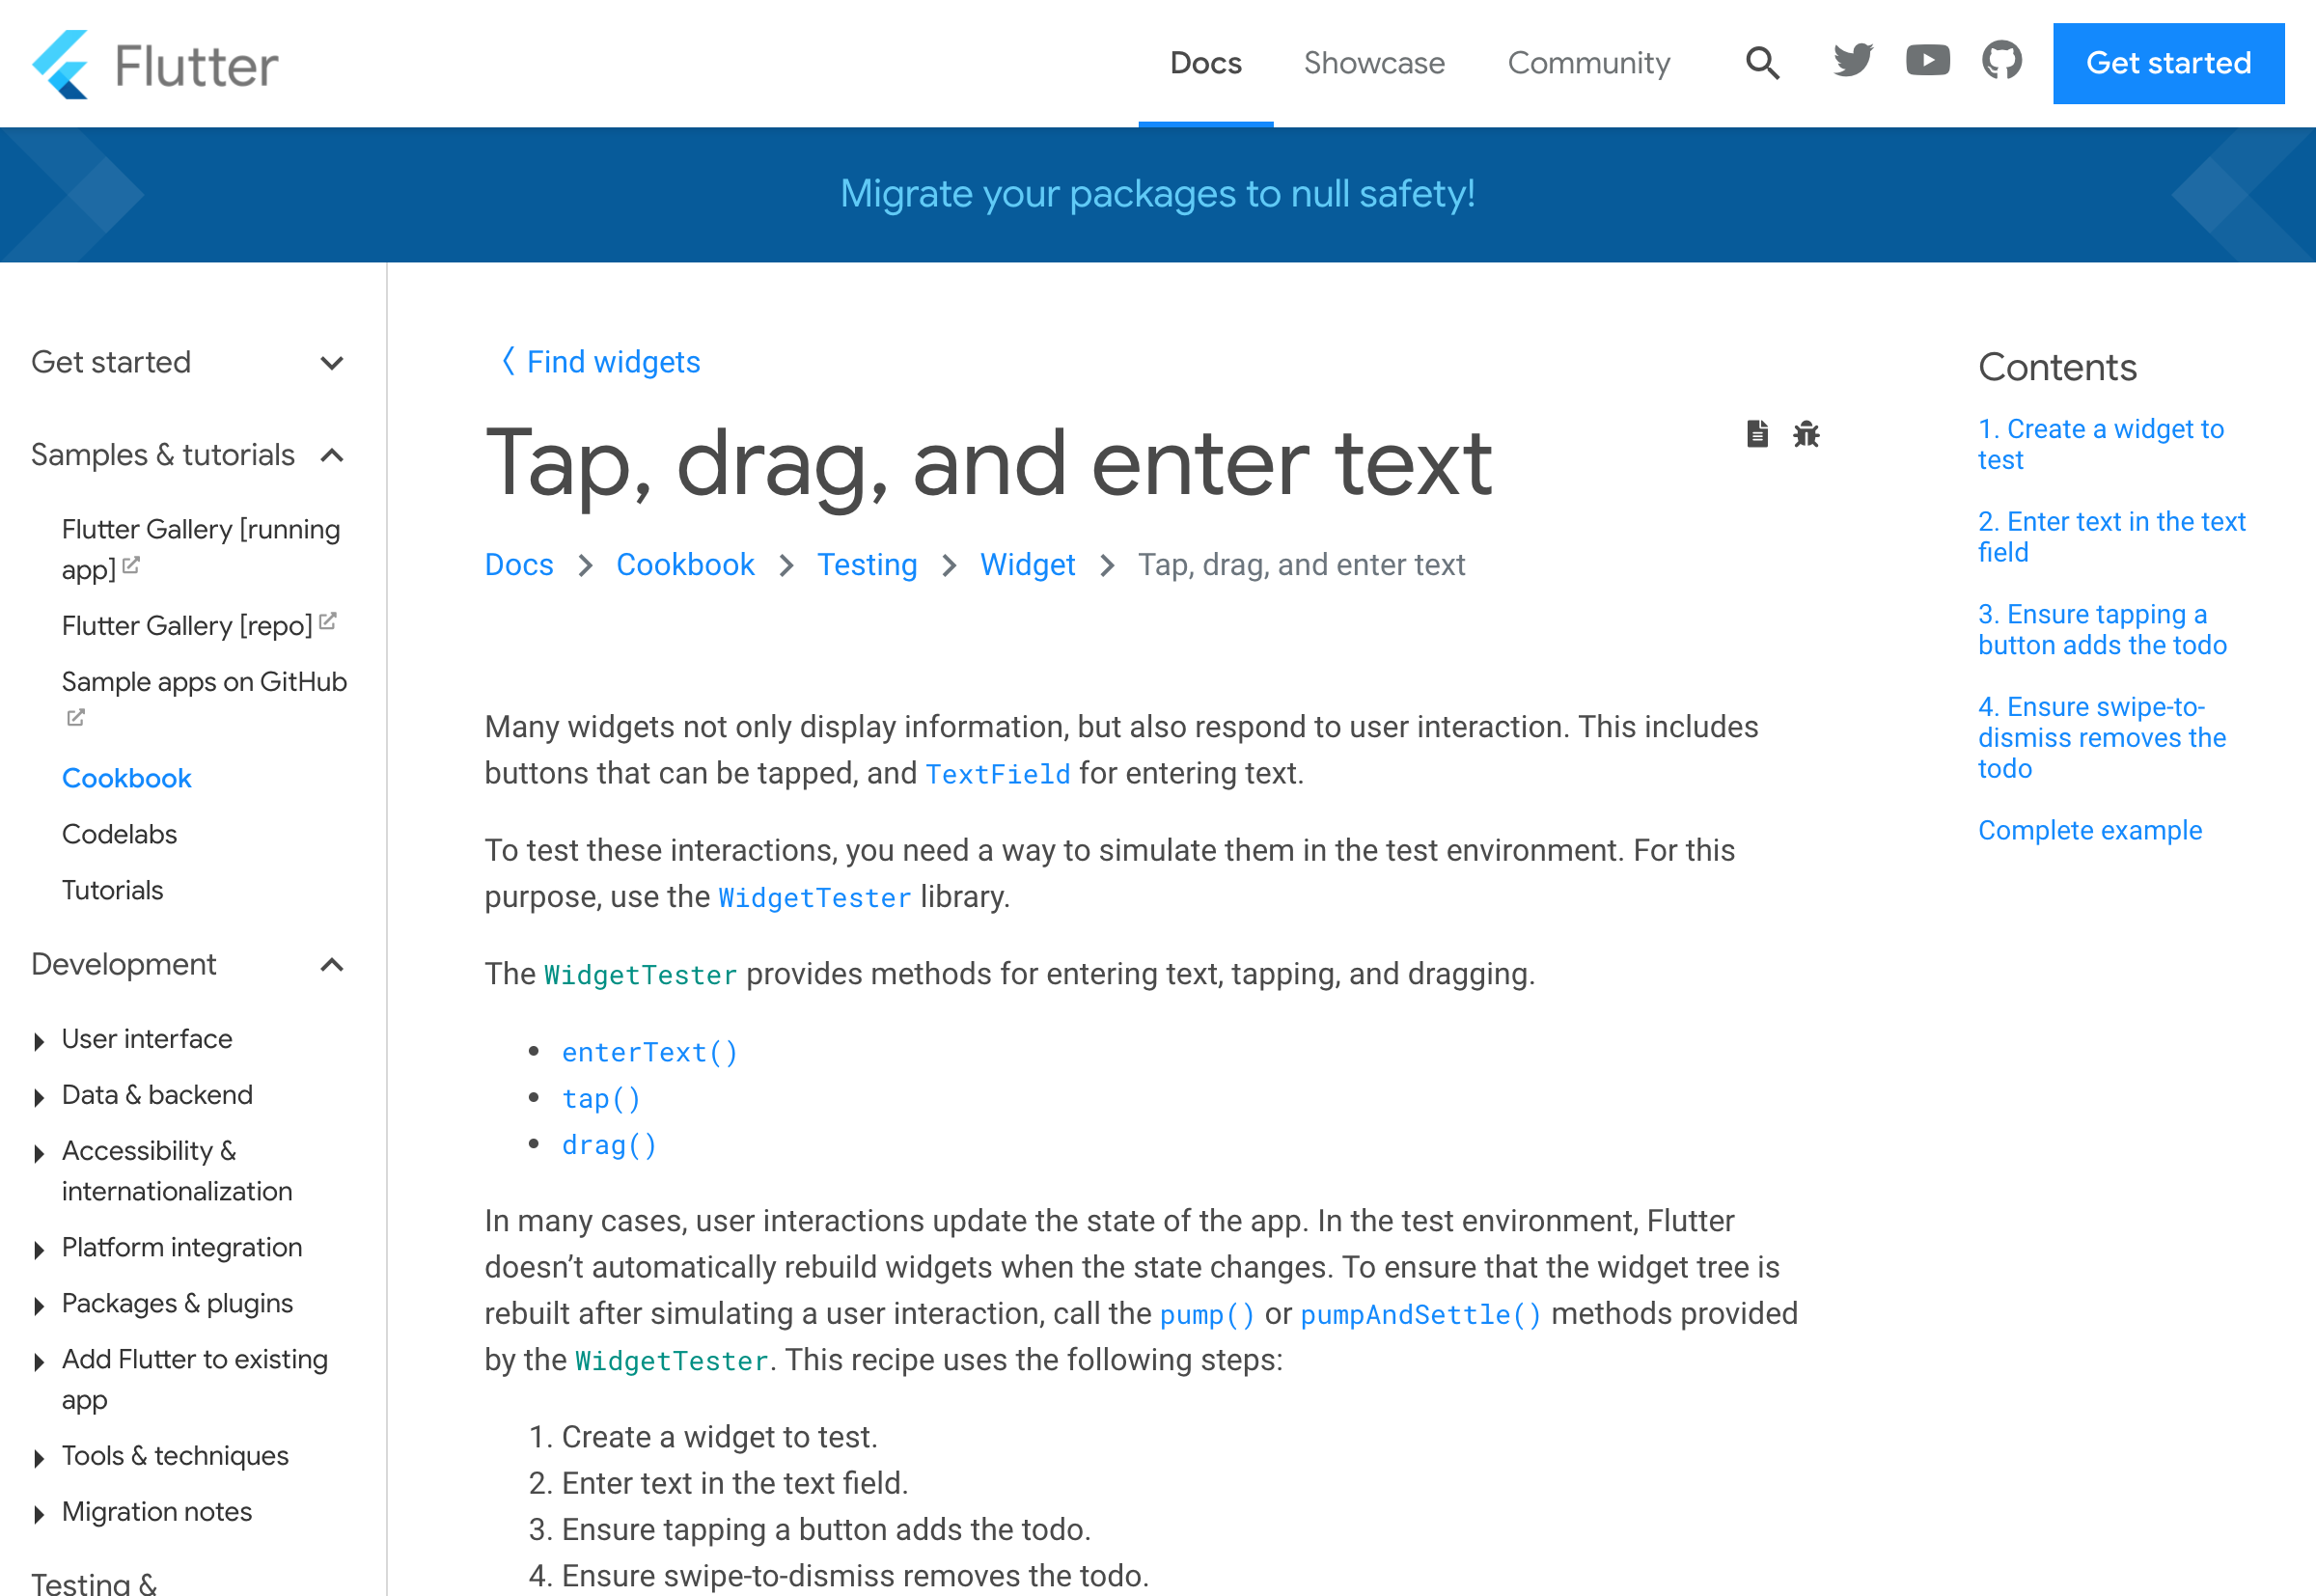 Flutter
Docs
Showcase
Community
Get started
Migrate your packages to null safety!
Get started
Samples & tutorials
Flutter Gallery [running
app]
Flutter Gallery [repo]
Sample apps on GitHub
Cookbook
Codelabs
Tutorials
Development
User interface
Data & backend
Accessibility &
internationalization
Platform integration
Packages & plugins
Add Flutter to existing
app
Tools & techniques
Migration notes
Testing &
Find widgets
Tap, drag, and enter text
Docs
Cookbook
Testing
Widget
Tap, drag, and enter text
Many widgets not only display information, but also respond to user interaction. This includes
buttons that can be tapped, and TextField for entering text.
To test these interactions, you need a way to simulate them in the test environment. For this
purpose, use the WidgetTester library.
The WidgetTester provides methods for entering text, tapping, and dragging.
• enterText()
• tap()
• drag()
In many cases, user interactions update the state of the app. In the test environment, Flutter
doesn’t automatically rebuild widgets when the state changes. To ensure that the widget tree is
rebuilt after simulating a user interaction, call the pump() or pumpAndSettle() methods provided
by the WidgetTester. This recipe uses the following steps:
1. Create a widget to test.
2. Enter text in the text field.
3. Ensure tapping a button adds the todo.
4. Ensure swipe-to-dismiss removes the todo.
Contents
1. Create a widget to
test
2. Enter text in the text
field
3. Ensure tapping a
button adds the todo
4. Ensure swipe-to-
dismiss removes the
todo
Complete example